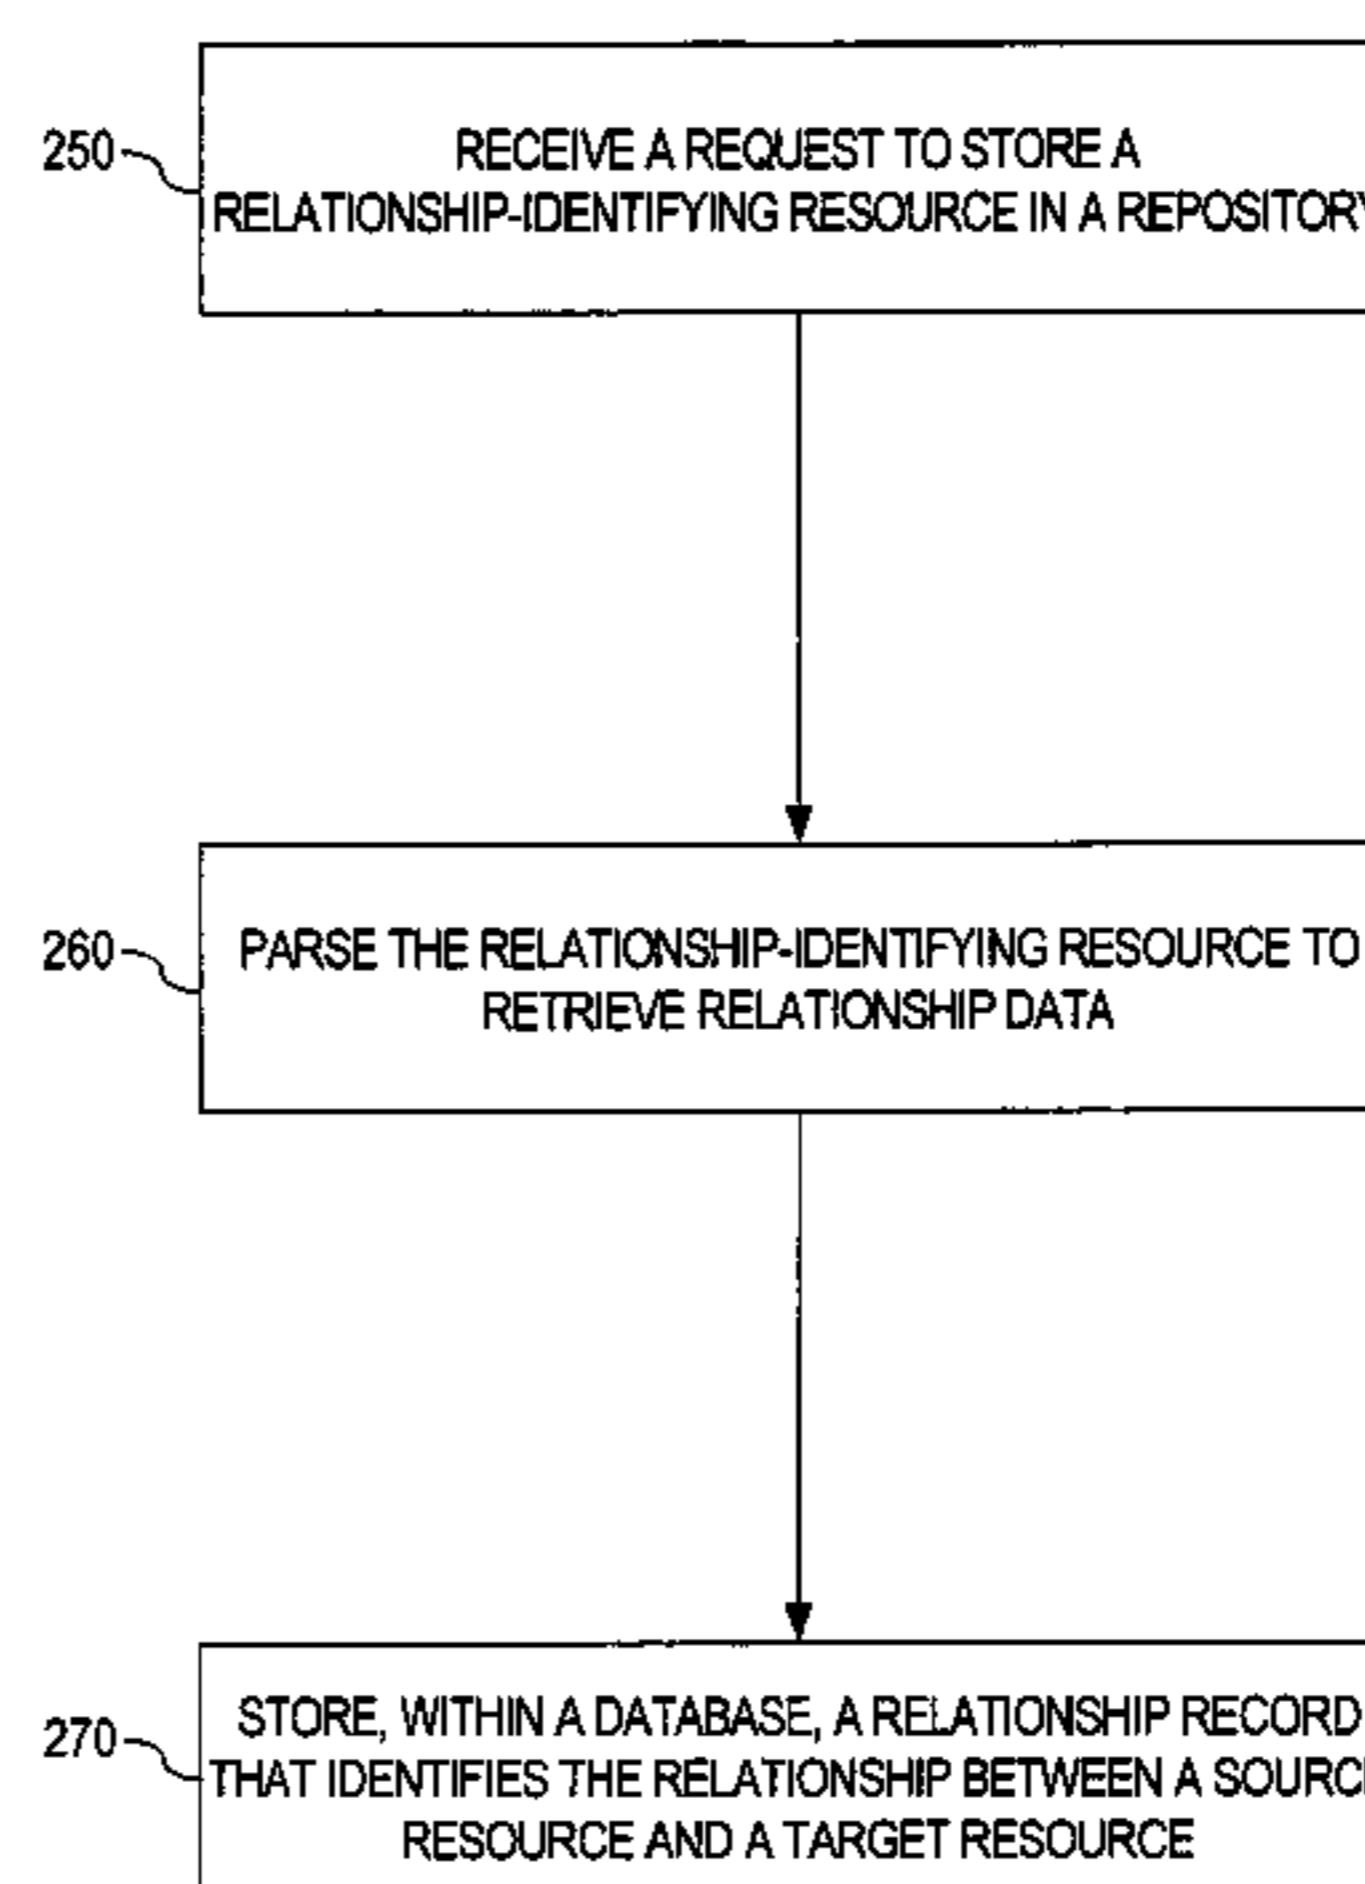 250
RECEIVE A REQUEST TO STORE A
RELATIONSHIP-IDENTIFYING RESOURCE IN A REPOSITORY
260
PARSE THE RELATIONSHIP-IDENTIFYING RESOURCE TO
RETRIEVE RELATIONSHIP DATA
STORE, WITHIN A DATABASE, A RELATIONSHIP RECORD
270
THAT IDENTIFIES THE RELATIONSHIP BETWEEN A SOURCE
RESOURCE AND A TARGET RESOURCE